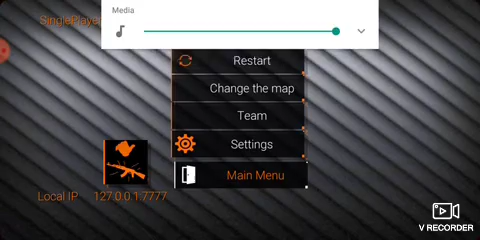 SinglePlayer
Media
Restart
Change the map
Team
Settings
Main Menu
Local IP 127.0.0.1:7777
V RECORDER